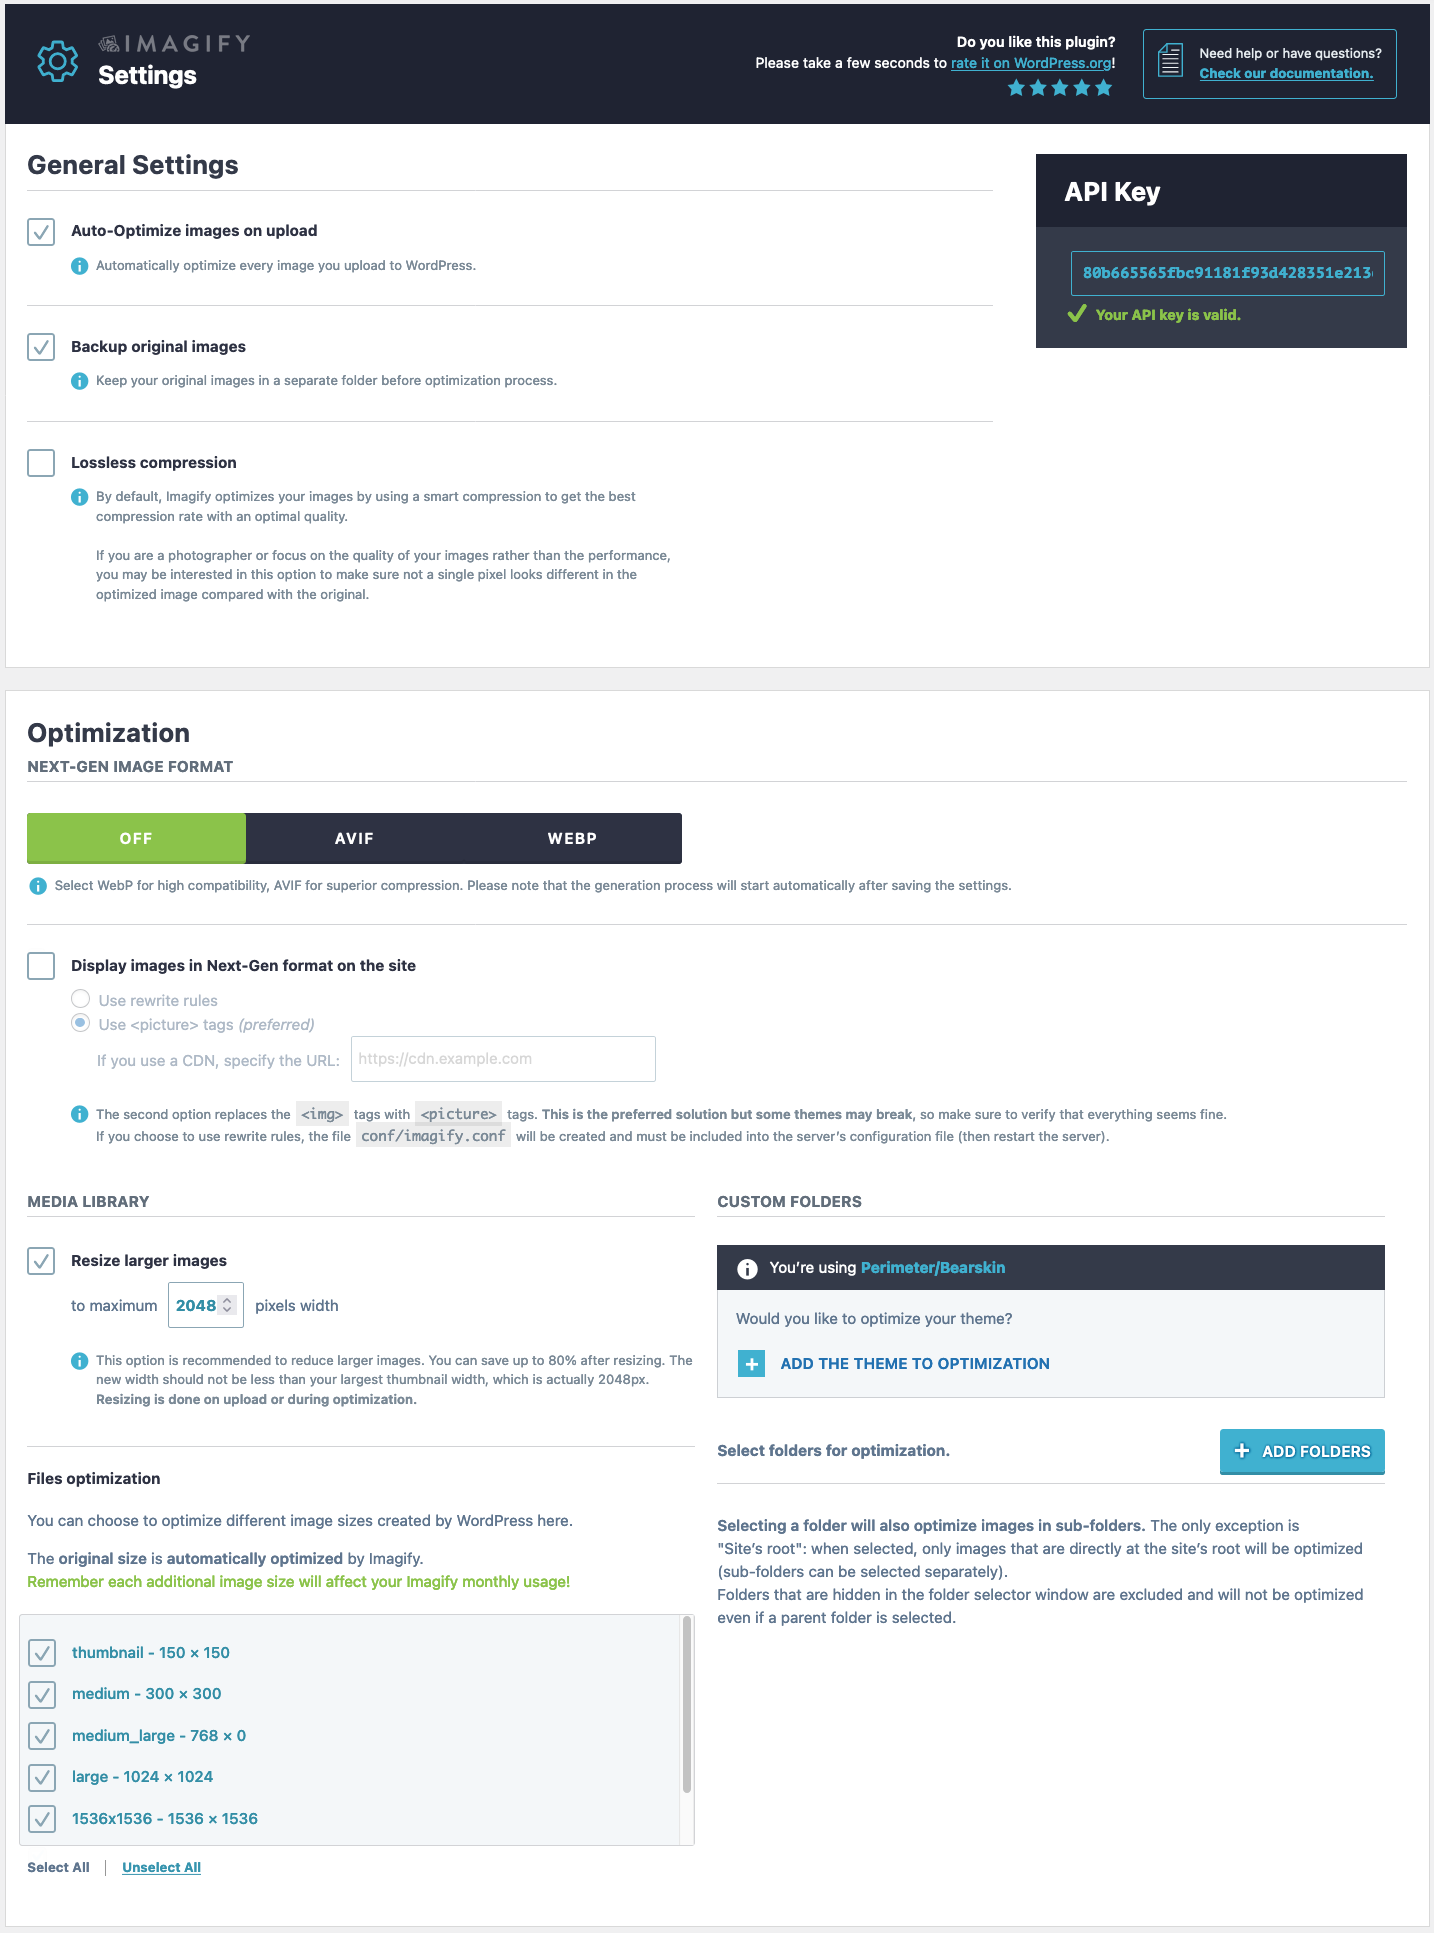 IMAGIFY
Settings
Do you like this plugin?
Please take a few seconds to rate it on WordPress.org!
Need help or have questions?
Check our documentation.
General Settings
Auto-Optimize images on upload
Automatically optimize every image you upload to WordPress.
Backup original images
Keep your original images in a separate folder before optimization process.
Lossless compression
By default, Imagify optimizes your images by using a smart compression to get the best
compression rate with an optimal quality.
If you are a photographer or focus on the quality of your images rather than the performance,
you may be interested in this option to make sure not a single pixel looks different in the
optimized image compared with the original.
API Key
80b665565fbc91181f93d428351e213
Your API key is valid.
Optimization
NEXT-GEN IMAGE FORMAT
OFF AVIF WEBP
Select WebP for high compatibility, AVIF for superior compression. Please note that the generation process will start automatically after saving the settings.
Display images in Next-Gen format on the site
Use rewrite rules
Use <picture> tags (preferred)
If you use a CDN, specify the URL: https://cdn.example.com
The second option replaces the <img> tags with <picture> tags. This is the preferred solution but some themes may break, so make sure to verify that everything seems fine.
If you choose to use rewrite rules, the file conf/imagify.conf will be created and must be included into the server's configuration file (then restart the server).
MEDIA LIBRARY
Resize larger images
to maximum 2048 pixels width
This option is recommended to reduce larger images. You can save up to 80% after resizing. The
new width should not be less than your largest thumbnail width, which is actually 2048px.
Resizing is done on upload or during optimization.
Files optimization
You can choose to optimize different image sizes created by WordPress here.
The original size is automatically optimized by Imagify.
Remember each additional image size will affect your Imagify monthly usage!
thumbnail - 150 × 150
medium - 300 × 300
medium_large - 768 × 0
large - 1024 × 1024
1536x1536 - 1536 × 1536
Select All | Unselect All
CUSTOM FOLDERS
You're using Perimeter/Bearskin
Would you like to optimize your theme?
+ ADD THE THEME TO OPTIMIZATION
Select folders for optimization.
+ ADD FOLDERS
Selecting a folder will also optimize images in sub-folders. The only exception is
"Site's root": when selected, only images that are directly at the site's root will be optimized
(sub-folders can be selected separately).
Folders that are hidden in the folder selector window are excluded and will not be optimized
even if a parent folder is selected.